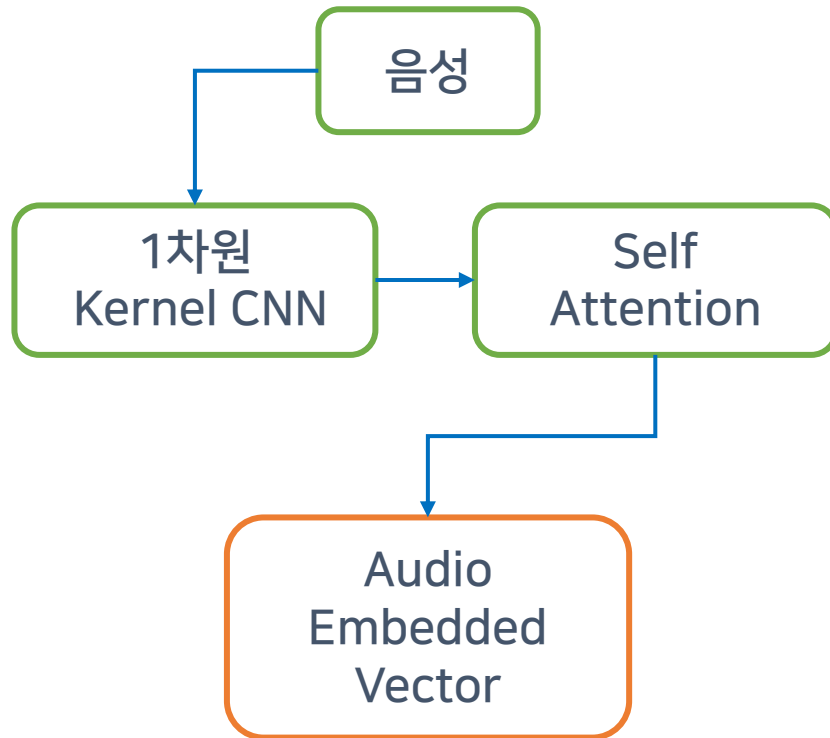 음성
1차원
Kernel CNN
Self
Attention
Audio
Embedded
Vector